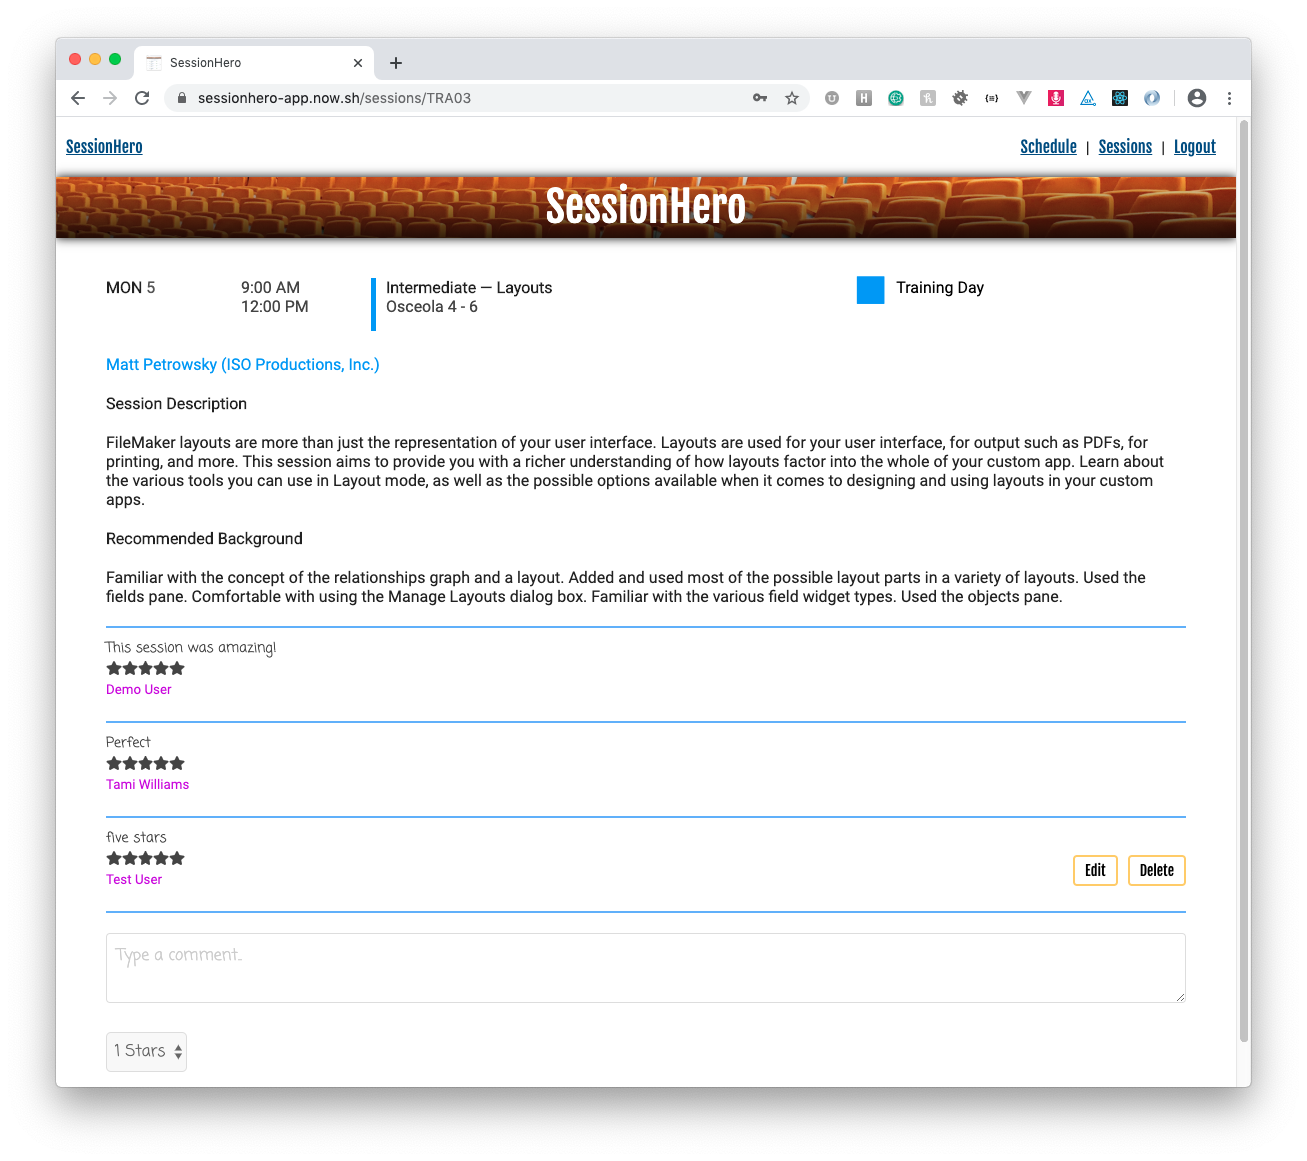 SessionHero
sessionhero-app.now.sh/sessions/TRA03
SessionHero
Schedule | Sessions | Logout
SessionHero
MON 5
9:00 AM
12:00 PM
Intermediate — Layouts
Osceola 4 - 6
Training Day
Matt Petrowsky (ISO Productions, Inc.)
Session Description
FileMaker layouts are more than just the representation of your user interface. Layouts are used for your user interface, for output such as PDFs, for
printing, and more. This session aims to provide you with a richer understanding of how layouts factor into the whole of your custom app. Learn about
the various tools you can use in Layout mode, as well as the possible options available when it comes to designing and using layouts in your custom
apps.
Recommended Background
Familiar with the concept of the relationships graph and a layout. Added and used most of the possible layout parts in a variety of layouts. Used the
fields pane. Comfortable with using the Manage Layouts dialog box. Familiar with the various field widget types. Used the objects pane.
This session was amazing!
Demo User
Perfect
Tami Williams
five stars
Test User
Edit
Delete
Type a comment..
1 Stars